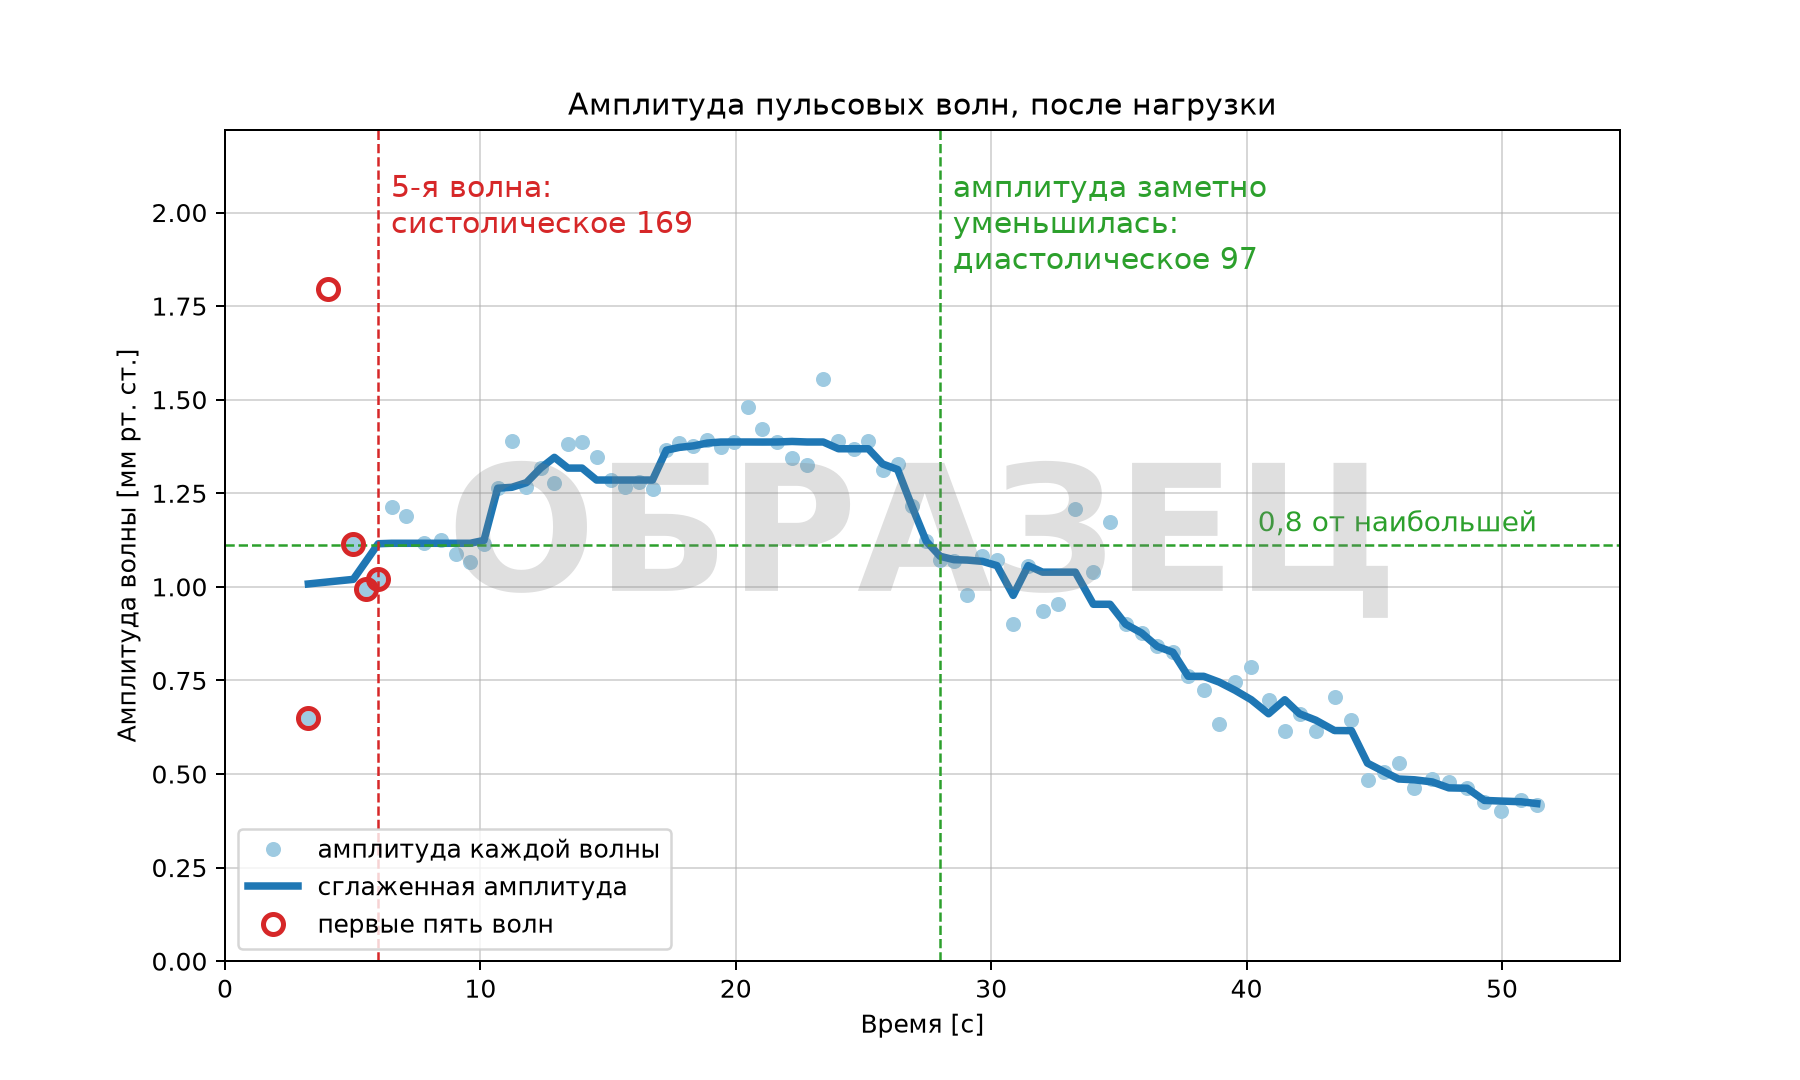 Амплитуда пульсовых волн, после нагрузки
5-я волна:
систолическое 169
амплитуда заметно
уменьшилась:
диастолическое 97
0,8 от наибольшей
ОБРАЗЕЦ
Амплитуда волны [мм рт. ст.]
2.00
1.75
1.50
1.25
1.00
0.75
0.50
0.25
0.00
амплитуда каждой волны
сглаженная амплитуда
первые пять волн
0 10 20 30 40 50
Время [с]